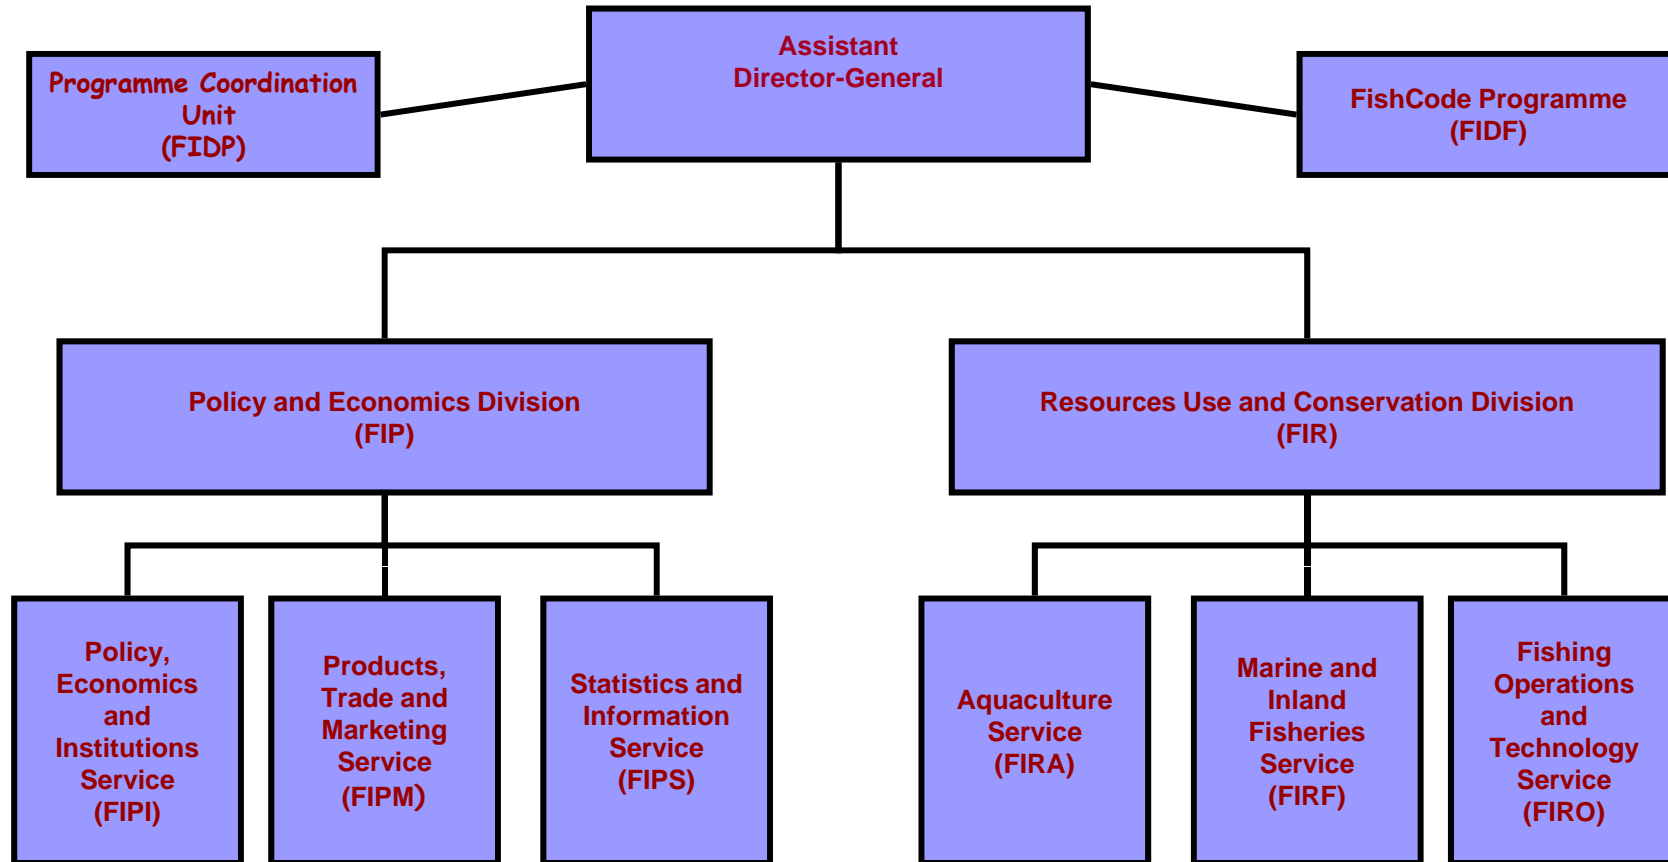 Assistant
Director-General
Programme Coordination
Unit
(FIDP)
FishCode Programme
(FIDF)
Policy and Economics Division
(FIP)
Resources Use and Conservation Division
(FIR)
Policy,
Economics
and
Institutions
Service
(FIPI)
Products,
Trade and
Marketing
Service
(FIPM)
Statistics and
Information
Service
(FIPS)
Aquaculture
Service
(FIRA)
Marine and
Inland
Fisheries
Service
(FIRF)
Fishing
Operations
and
Technology
Service
(FIRO)